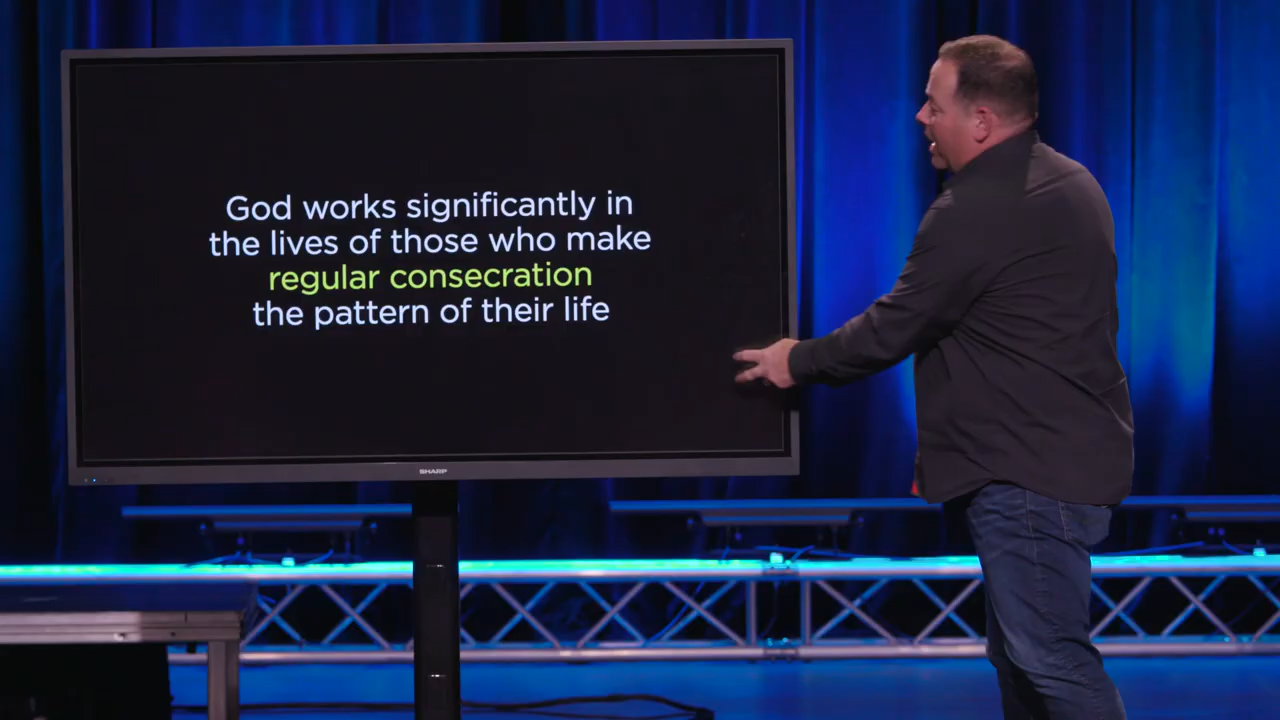 God works significantly in
the lives of those who make
regular consecration
the pattern of their life
SHARP